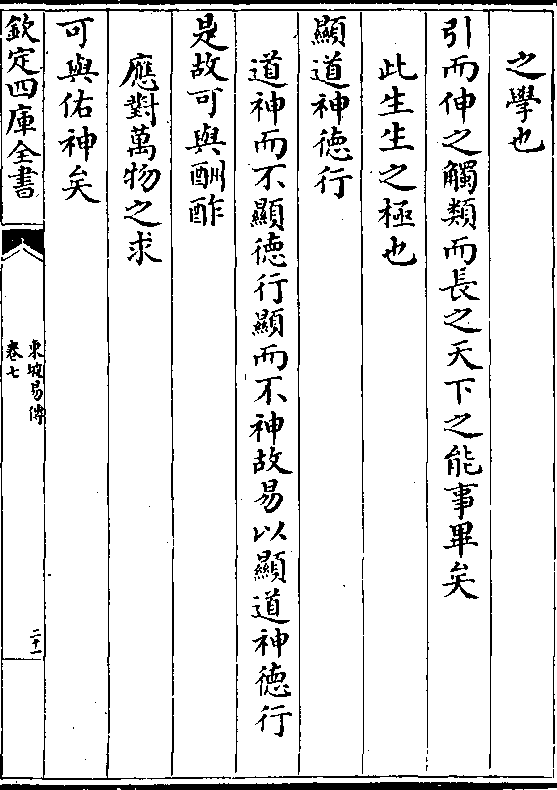 之學也
引而伸之觸類而長之天下之能事畢矣
此生生之極也
顯道神德行
道神而不顯德行顯而不神故易以顯道神德行
是故可與酬酢
應對萬物之求
可與佑神矣
欽定四庫全書
東坡易傳
卷七
二十一